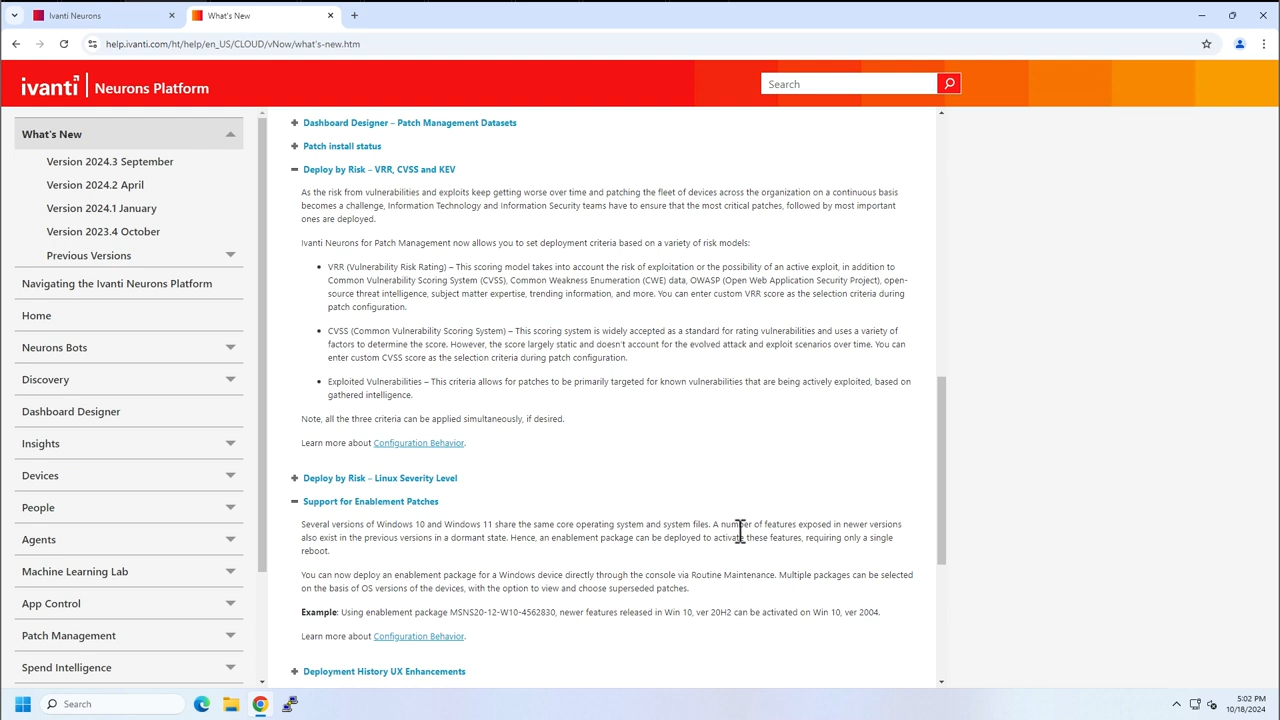 Ivanti Neurons
What's New
help.ivanti.com/ht/help/en_US/CLOUD/vNow/what's-new.htm
ivanti
Neurons Platform
Search
What's New
Version 2024.3 September
Version 2024.2 April
Version 2024.1 January
Version 2023.4 October
Previous Versions
Navigating the Ivanti Neurons Platform
Home
Neurons Bots
Discovery
Dashboard Designer
Insights
Devices
People
Agents
Machine Learning Lab
App Control
Patch Management
Spend Intelligence
Dashboard Designer – Patch Management Datasets
Patch install status
Deploy by Risk – VRR, CVSS and KEV
As the risk from vulnerabilities and exploits keep getting worse over time and patching the fleet of devices across the organization on a continuous basis
becomes a challenge, Information Technology and Information Security teams have to ensure that the most critical patches, followed by most important
ones are deployed.
Ivanti Neurons for Patch Management now allows you to set deployment criteria based on a variety of risk models:
• VRR (Vulnerability Risk Rating) – This scoring model takes into account the risk of exploitation or the possibility of an active exploit, in addition to
Common Vulnerability Scoring System (CVSS), Common Weakness Enumeration (CWE) data, OWASP (Open Web Application Security Project), open-
source threat intelligence, subject matter expertise, trending information, and more. You can enter custom VRR score as the selection criteria during
patch configuration.
• CVSS (Common Vulnerability Scoring System) – This scoring system is widely accepted as a standard for rating vulnerabilities and uses a variety of
factors to determine the score. However, the score largely static and doesn't account for the evolved attack and exploit scenarios over time. You can
enter custom CVSS score as the selection criteria during patch configuration.
• Exploited Vulnerabilities – This criteria allows for patches to be primarily targeted for known vulnerabilities that are being actively exploited, based on
gathered intelligence.
Note, all the three criteria can be applied simultaneously, if desired.
Learn more about Configuration Behavior.
Deploy by Risk – Linux Severity Level
Support for Enablement Patches
Several versions of Windows 10 and Windows 11 share the same core operating system and system files. A number of features exposed in newer versions
also exist in the previous versions in a dormant state. Hence, an enablement package can be deployed to activate these features, requiring only a single
reboot.
You can now deploy an enablement package for a Windows device directly through the console via Routine Maintenance. Multiple packages can be selected
on the basis of OS versions of the devices, with the option to view and choose superseded patches.
Example: Using enablement package MSNS20-12-W10-4562830, newer features released in Win 10, ver 20H2 can be activated on Win 10, ver 2004.
Learn more about Configuration Behavior.
Deployment History UX Enhancements
Search
5:02 PM
10/18/2024